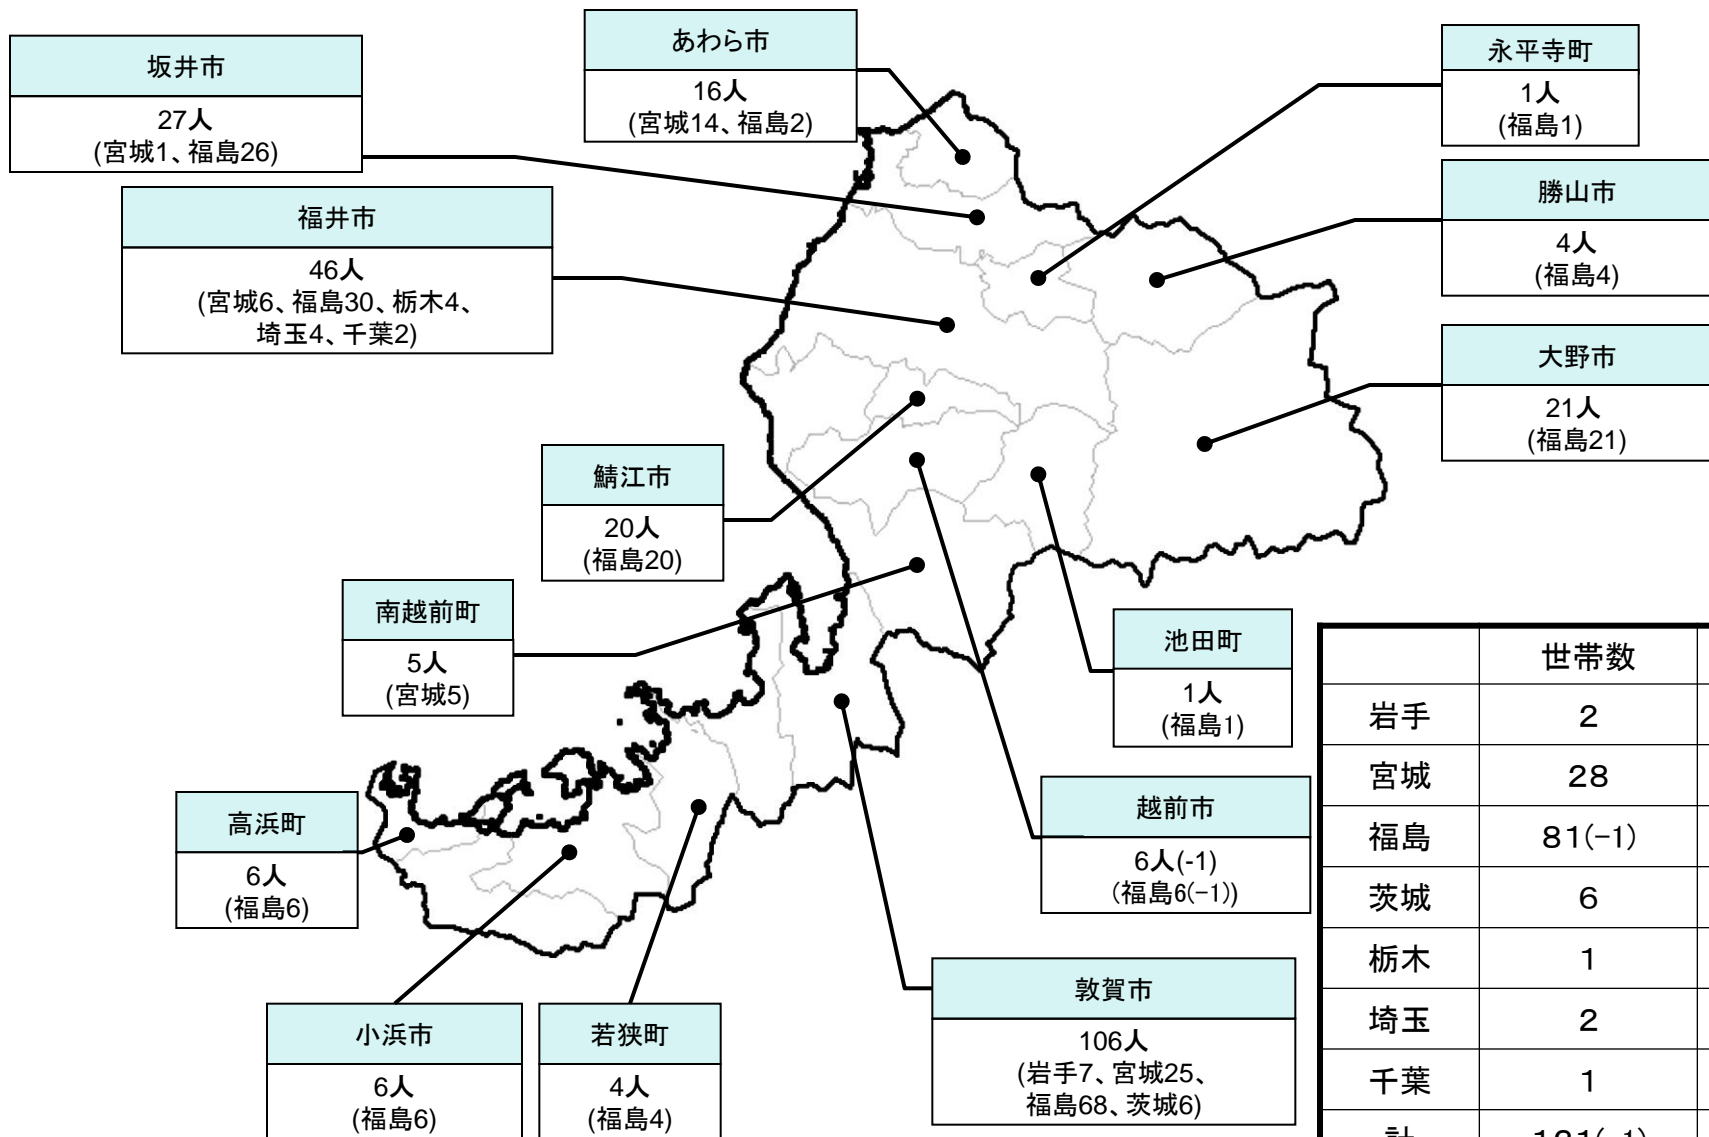 坂井市
27人
(宮城1、福島26)
あわら市
16人
(宮城14、福島2)
永平寺町
1人
(福島1)
福井市
46人
(宮城6、福島30、栃木4、
埼玉4、千葉2)
勝山市
4人
(福島4)
大野市
21人
(福島21)
鯖江市
20人
(福島20)
南越前町
5人
(宮城5)
池田町
1人
(福島1)
越前市
6人(-1)
(福島6(-1))
高浜町
6人
(福島6)
小浜市
6人
(福島6)
若狭町
4人
(福島4)
敦賀市
106人
(岩手7、宮城25、
福島68、茨城6)
世帯数
岩手 2
宮城 28
福島 81(-1)
茨城 6
栃木 1
埼玉 2
千葉 1
計 121(-1)